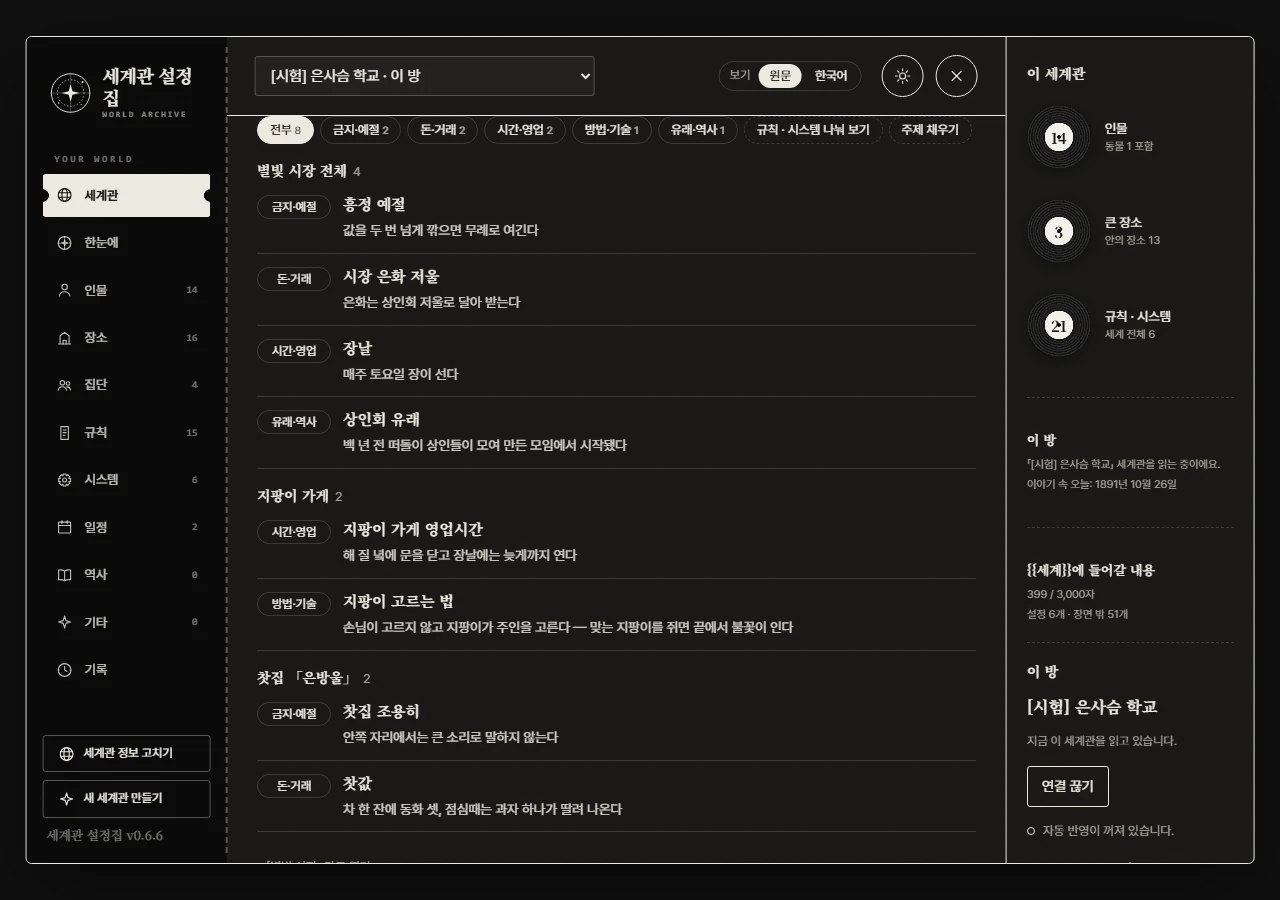 세계관 설정
집
WORLD ARCHIVE
YOUR WORLD
세계관
한눈에
인물 14
장소 16
집단 4
규칙 15
시스템 6
일정 2
역사 0
기타 0
기록
세계관 정보 고치기
새 세계관 만들기
세계관 설정집 v0.6.6
[시험] 은사슴 학교 · 이 방
보기 원문 한국어
전부 8 금지·예절 2 돈·거래 2 시간·영업 2 방법·기술 1 유래·역사 1 규칙 · 시스템 나눠 보기 주제 채우기
별빛 시장 전체 4
금지·예절 흥정 예절
값을 두 번 넘게 깎으면 무례로 여긴다
돈·거래 시장 은화 저울
은화는 상인회 저울로 달아 받는다
시간·영업 장날
매주 토요일 장이 선다
유래·역사 상인회 유래
백 년 전 떠돌이 상인들이 모여 만든 모임에서 시작됐다
지팡이 가게 2
시간·영업 지팡이 가게 영업시간
해 질 녘에 문을 닫고 장날에는 늦게까지 연다
방법·기술 지팡이 고르는 법
손님이 고르지 않고 지팡이가 주인을 고른다 — 맞는 지팡이를 쥐면 끝에서 불꽃이 인다
찻집 「은방울」 2
금지·예절 찻집 조용히
안쪽 자리에서는 큰 소리로 말하지 않는다
돈·거래 찻값
차 한 잔에 동화 셋, 점심때는 과자 하나가 딸려 나온다
이 세계관
14 인물
동물 1 포함
3 큰 장소
안의 장소 13
21 규칙 · 시스템
세계 전체 6
이 방
「[시험] 은사슴 학교」 세계관을 읽는 중이에요.
이야기 속 오늘: 1891년 10월 26일
{{세계}}에 들어갈 내용
399 / 3,000자
설정 6개 · 장면 밖 51개
이 방
[시험] 은사슴 학교
지금 이 세계관을 읽고 있습니다.
연결 끊기
자동 반영이 꺼져 있습니다.